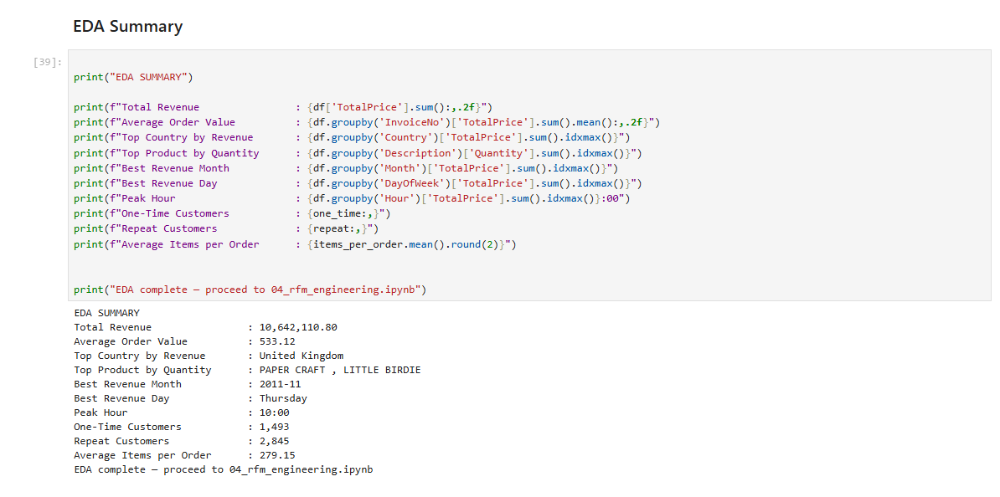 EDA Summary
[39]:
print("EDA SUMMARY")
print(f"Total Revenue                : {df['TotalPrice'].sum():,.2f}")
print(f"Average Order Value          : {df.groupby('InvoiceNo')['TotalPrice'].sum().mean():,.2f}")
print(f"Top Country by Revenue       : {df.groupby('Country')['TotalPrice'].sum().idxmax()}")
print(f"Top Product by Quantity      : {df.groupby('Description')['Quantity'].sum().idxmax()}")
print(f"Best Revenue Month           : {df.groupby('Month')['TotalPrice'].sum().idxmax()}")
print(f"Best Revenue Day             : {df.groupby('DayOfWeek')['TotalPrice'].sum().idxmax()}")
print(f"Peak Hour                    : {df.groupby('Hour')['TotalPrice'].sum().idxmax()}:00")
print(f"One-Time Customers           : {one_time:,}")
print(f"Repeat Customers             : {repeat:,}")
print(f"Average Items per Order      : {items_per_order.mean().round(2)}")
print("EDA complete — proceed to 04_rfm_engineering.ipynb")
EDA SUMMARY
Total Revenue                : 10,642,110.80
Average Order Value          : 533.12
Top Country by Revenue       : United Kingdom
Top Product by Quantity      : PAPER CRAFT , LITTLE BIRDIE
Best Revenue Month           : 2011-11
Best Revenue Day             : Thursday
Peak Hour                    : 10:00
One-Time Customers           : 1,493
Repeat Customers             : 2,845
Average Items per Order      : 279.15
EDA complete — proceed to 04_rfm_engineering.ipynb